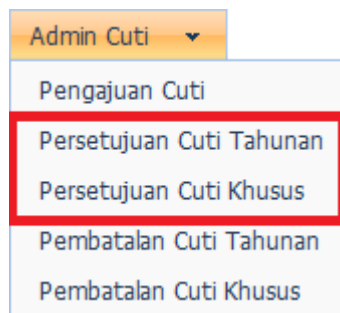 Admin Cuti
Pengajuan Cuti
Persetujuan Cuti Tahunan
Persetujuan Cuti Khusus
Pembatalan Cuti Tahunan
Pembatalan Cuti Khusus